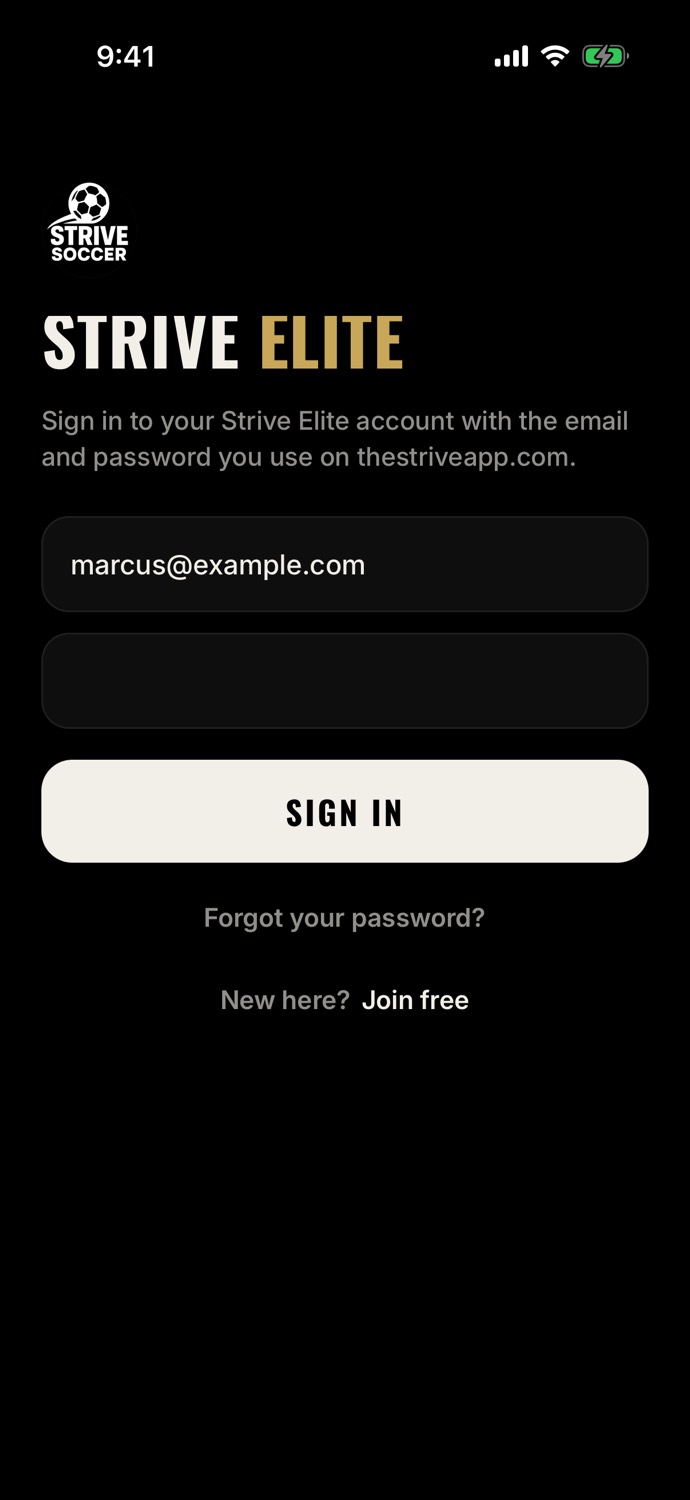 9:41
STRIVE
SOCCER
STRIVE ELITE
Sign in to your Strive Elite account with the email
and password you use on thestriveapp.com.
marcus@example.com
SIGN IN
Forgot your password?
New here? Join free